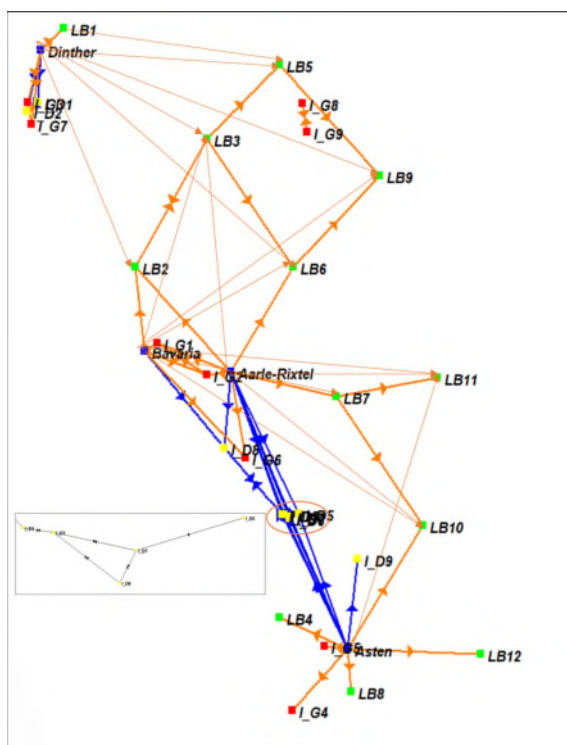 LB1
Dinther
LB5
I_G8
I_D2
I_G7
I_G9
LB3
LB9
LB2
LB6
I_G1
Bavaria
I_G2
Aarle-Rixtel
LB11
LB7
I_D8
I_G6
LB10
I_D9
LB4
Asten
LB12
LB8
I_G4